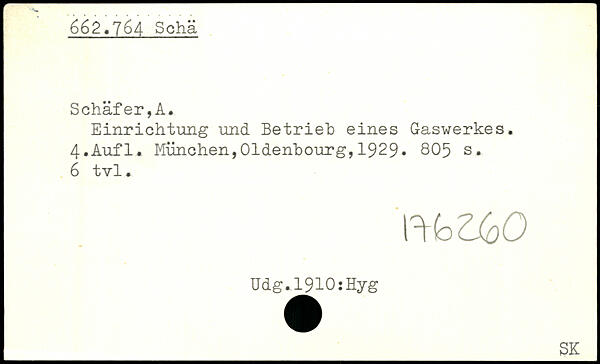 662.764 Schä
Schäfer,A.
Einrichtung und Betrieb eines Gaswerkes.
4.Aufl. München,Oldenbourg,1929. 805 s.
6 tvl.
176260
Udg.1910:Hyg
SK